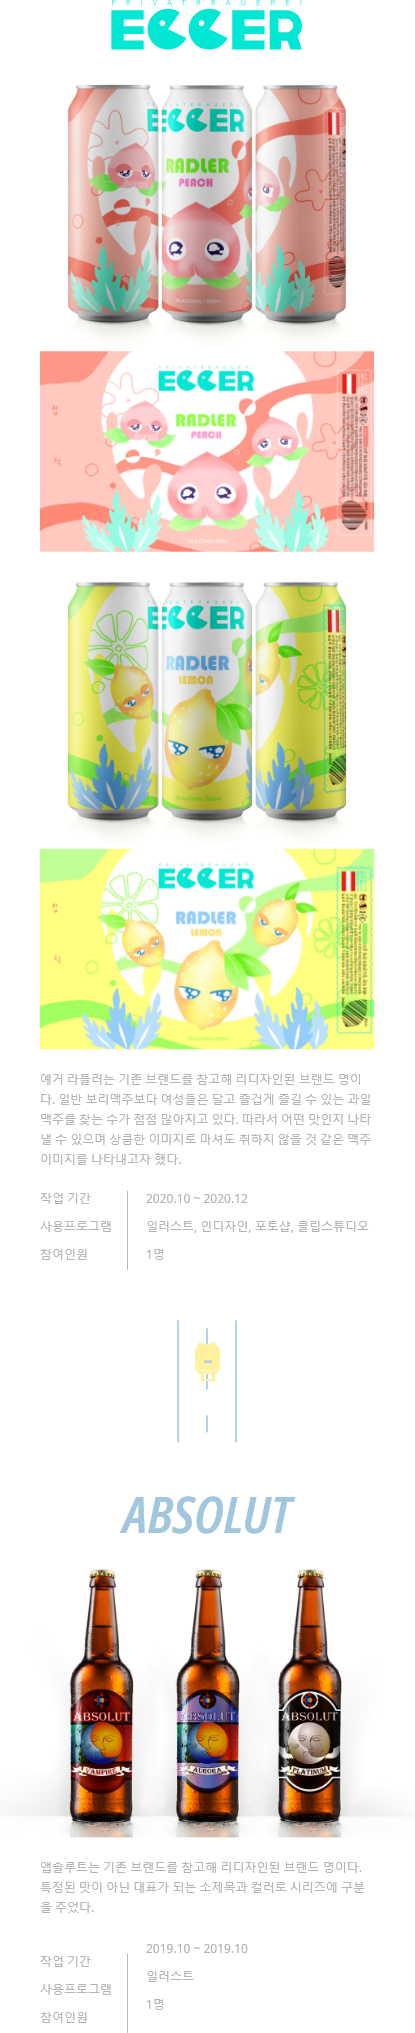 PRIVATBRAUEREI
EGGER
EGGER
RADLER
PEACH
PRIVATBRAUEREI
EGGER
RADLER
PEACH
EGGER
RADLER
LEMON
PRIVATBRAUEREI
EGGER
RADLER
LEMON
예거 라들러는 기존 브랜드를 참고해 리디자인된 브랜드 명이
다. 일반 보리맥주보다 여성들은 달고 즐겁게 즐길 수 있는 과일
맥주를 찾는 수가 점점 많아지고 있다. 따라서 어떤 맛인지 나타
낼 수 있으며 상큼한 이미지로 마셔도 취하지 않을 것 같은 맥주
이미지를 나타내고자 했다.
작업 기간
2020.10 ~ 2020.12
사용프로그램
일러스트, 인디자인, 포토샵, 클립스튜디오
참여인원
1명
ABSOLUT
ABSOLUT
VAMPIRE
ABSOLUT
AURORA
ABSOLUT
PLATINUM
앱솔루트는 기존 브랜드를 참고해 리디자인된 브랜드 명이다.
특정된 맛이 아닌 대표가 되는 소제목과 컬러로 시리즈에 구분
을 주었다.
작업 기간
2019.10 ~ 2019.10
사용프로그램
일러스트
참여인원
1명